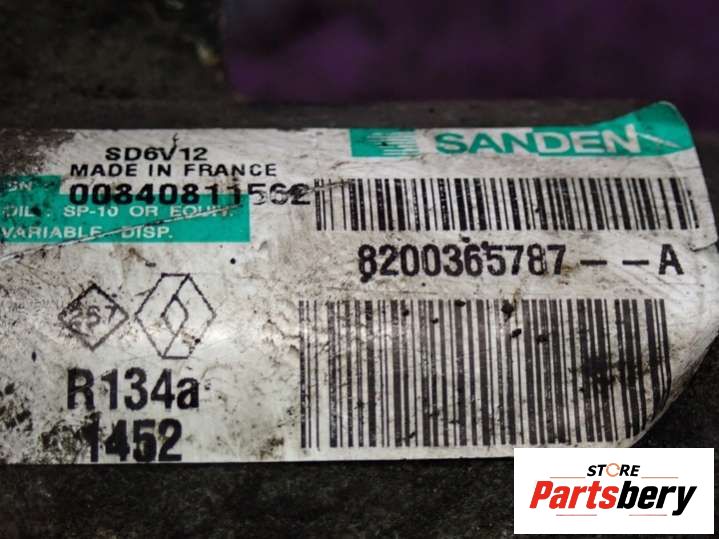 SANDEN
SD6V12
MADE IN FRANCE
SN 00840811562
OIL : SP-10 OR EQUIV.
VARIABLE DISP.
8200365787--A
R134a
1452
STORE
Partsbery